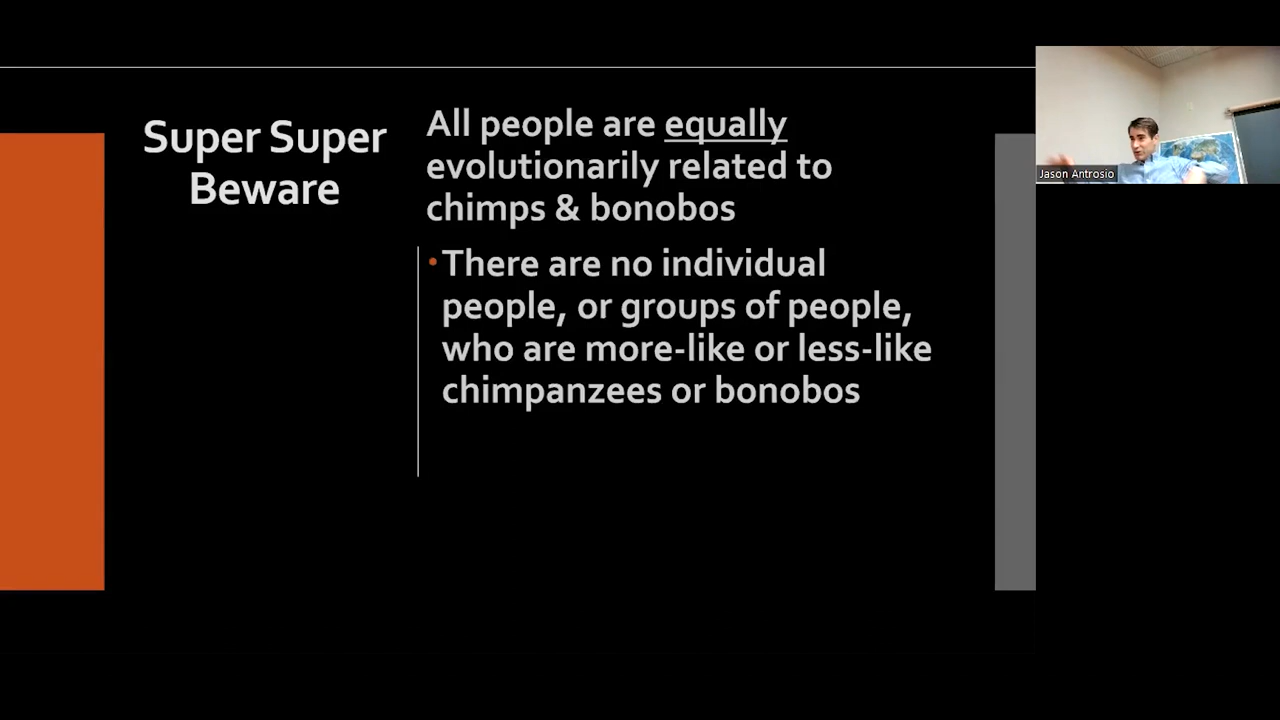 Super Super
Beware
All people are equally
evolutionarily related to
chimps & bonobos
•There are no individual
people, or groups of people,
who are more-like or less-like
chimpanzees or bonobos
Jason Antrosio